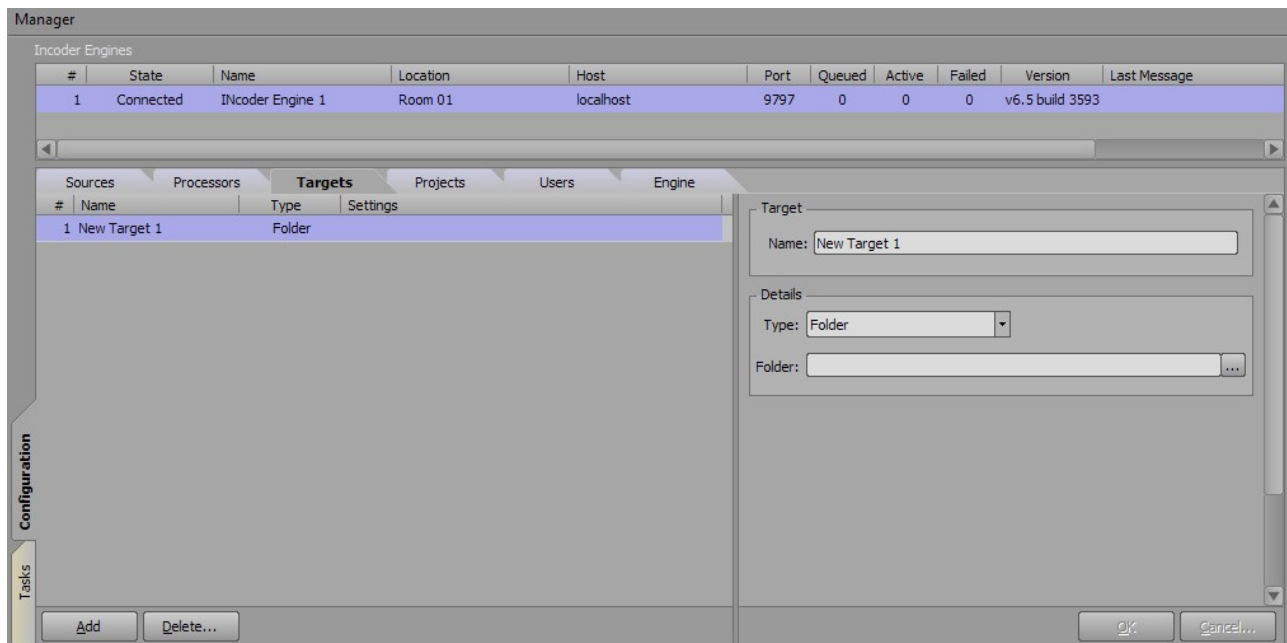 Manager
Incoder Engines
# State Name Location Host Port Queued Active Failed Version Last Message
1 Connected INcoder Engine 1 Room 01 localhost 9797 0 0 0 v6.5 build 3593
Sources Processors Targets Projects Users Engine
# Name Type Settings
1 New Target 1 Folder
Target
Name: New Target 1
Details
Type: Folder
Folder: ...
Configuration
Tasks
Add Delete... OK Cancel...